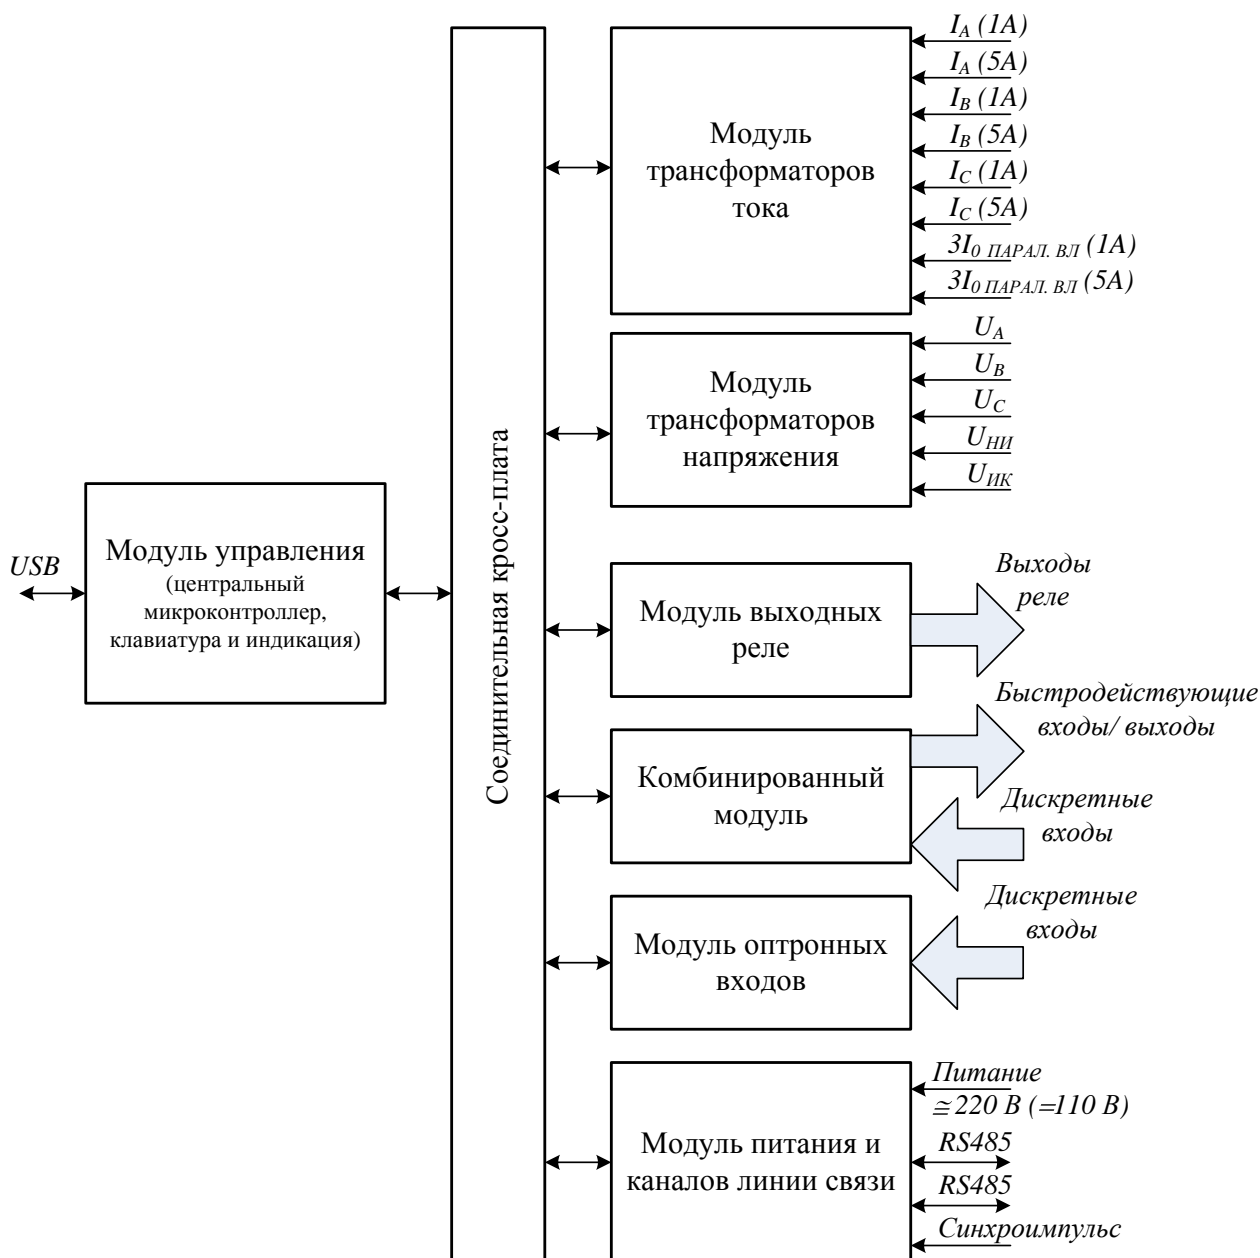 USB
Модуль управления
(центральный
микроконтроллер,
клавиатура и индикация)
Соединительная кросс-плата
Модуль
трансформаторов
тока
I_A (1A)
I_A (5A)
I_B (1A)
I_B (5A)
I_C (1A)
I_C (5A)
3I_0 ПАРАЛ. ВЛ (1A)
3I_0 ПАРАЛ. ВЛ (5A)
Модуль
трансформаторов
напряжения
U_A
U_B
U_C
U_НИ
U_ИК
Модуль выходных
реле
Выходы
реле
Комбинированный
модуль
Быстродействующие
входы/ выходы
Дискретные
входы
Модуль оптронных
входов
Дискретные
входы
Модуль питания и
каналов линии связи
Питание
≅220 В (=110 В)
RS485
RS485
Синхроимпульс